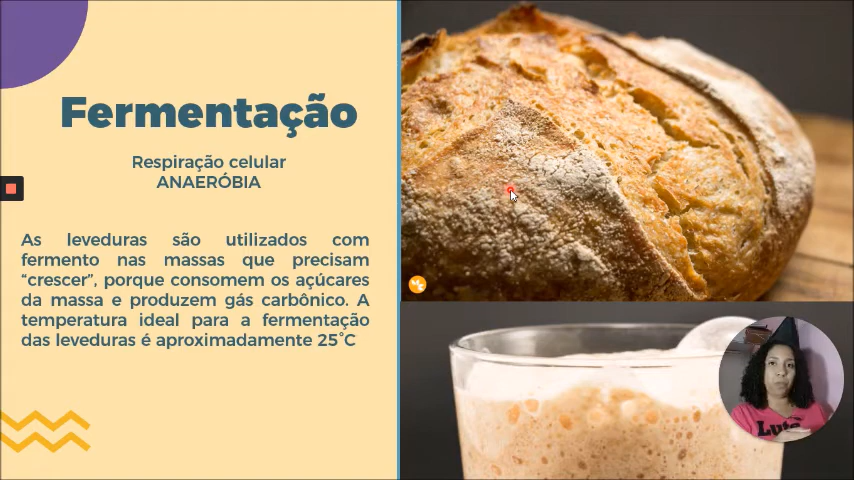 Fermentação
Respiração celular
ANAERÓBIA
As leveduras são utilizados com
fermento nas massas que precisam
“crescer”, porque consomem os açúcares
da massa e produzem gás carbônico. A
temperatura ideal para a fermentação
das leveduras é aproximadamente 25°C